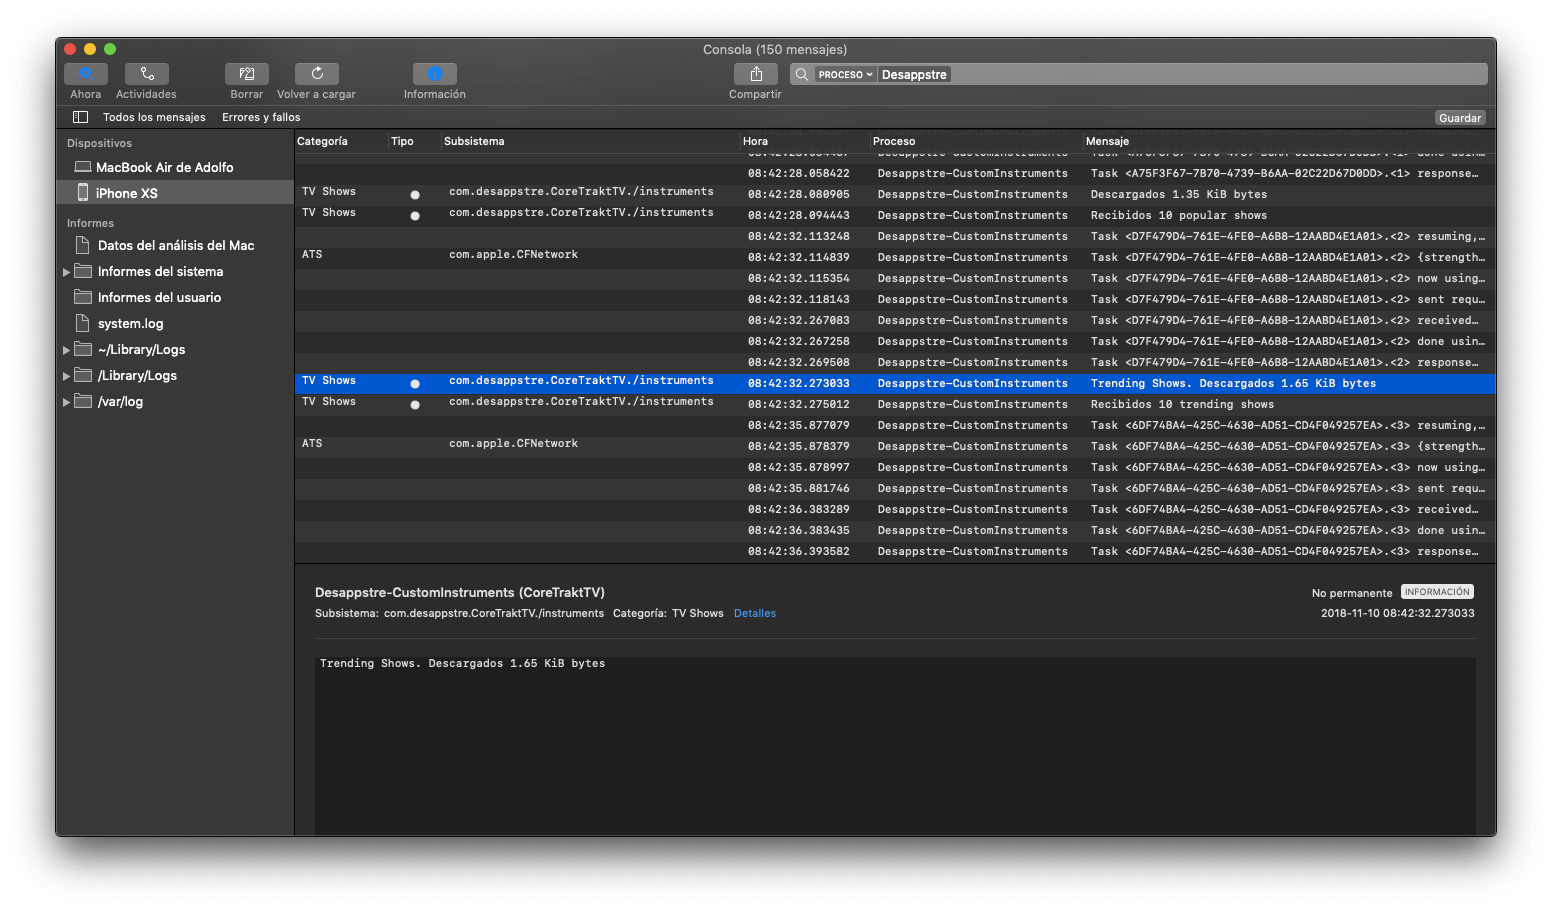 Consola (150 mensajes)
PROCESO Desappstre
Ahora Actividades Borrar Volver a cargar Información Compartir
Todos los mensajes Errores y fallos Guardar
Dispositivos
MacBook Air de Adolfo
iPhone XS
Informes
Datos del análisis del Mac
Informes del sistema
Informes del usuario
system.log
~/Library/Logs
/Library/Logs
/var/log
Categoría Tipo Subsistema Hora Proceso Mensaje
08:42:28.058422 Desappstre-CustomInstruments Task <A75F3F67-7B70-4739-B6AA-02C22D67D0DD>.<1> response…
TV Shows com.desappstre.CoreTraktTV./instruments 08:42:28.080905 Desappstre-CustomInstruments Descargados 1.35 KiB bytes
TV Shows com.desappstre.CoreTraktTV./instruments 08:42:28.094443 Desappstre-CustomInstruments Recibidos 10 popular shows
08:42:32.113248 Desappstre-CustomInstruments Task <D7F479D4-761E-4FE0-A6B8-12AABD4E1A01>.<2> resuming,…
ATS com.apple.CFNetwork 08:42:32.114839 Desappstre-CustomInstruments Task <D7F479D4-761E-4FE0-A6B8-12AABD4E1A01>.<2> {strength…
08:42:32.115354 Desappstre-CustomInstruments Task <D7F479D4-761E-4FE0-A6B8-12AABD4E1A01>.<2> now using…
08:42:32.118143 Desappstre-CustomInstruments Task <D7F479D4-761E-4FE0-A6B8-12AABD4E1A01>.<2> sent requ…
08:42:32.267083 Desappstre-CustomInstruments Task <D7F479D4-761E-4FE0-A6B8-12AABD4E1A01>.<2> received…
08:42:32.267258 Desappstre-CustomInstruments Task <D7F479D4-761E-4FE0-A6B8-12AABD4E1A01>.<2> done usin…
08:42:32.269508 Desappstre-CustomInstruments Task <D7F479D4-761E-4FE0-A6B8-12AABD4E1A01>.<2> response…
TV Shows com.desappstre.CoreTraktTV./instruments 08:42:32.273033 Desappstre-CustomInstruments Trending Shows. Descargados 1.65 KiB bytes
TV Shows com.desappstre.CoreTraktTV./instruments 08:42:32.275012 Desappstre-CustomInstruments Recibidos 10 trending shows
08:42:35.877079 Desappstre-CustomInstruments Task <6DF74BA4-425C-4630-AD51-CD4F049257EA>.<3> resuming,…
ATS com.apple.CFNetwork 08:42:35.878379 Desappstre-CustomInstruments Task <6DF74BA4-425C-4630-AD51-CD4F049257EA>.<3> {strength…
08:42:35.878997 Desappstre-CustomInstruments Task <6DF74BA4-425C-4630-AD51-CD4F049257EA>.<3> now using…
08:42:35.881746 Desappstre-CustomInstruments Task <6DF74BA4-425C-4630-AD51-CD4F049257EA>.<3> sent requ…
08:42:36.383289 Desappstre-CustomInstruments Task <6DF74BA4-425C-4630-AD51-CD4F049257EA>.<3> received…
08:42:36.383435 Desappstre-CustomInstruments Task <6DF74BA4-425C-4630-AD51-CD4F049257EA>.<3> done usin…
08:42:36.393582 Desappstre-CustomInstruments Task <6DF74BA4-425C-4630-AD51-CD4F049257EA>.<3> response…
Desappstre-CustomInstruments (CoreTraktTV) No permanente INFORMACIÓN
Subsistema: com.desappstre.CoreTraktTV./instruments Categoría: TV Shows Detalles 2018-11-10 08:42:32.273033
Trending Shows. Descargados 1.65 KiB bytes